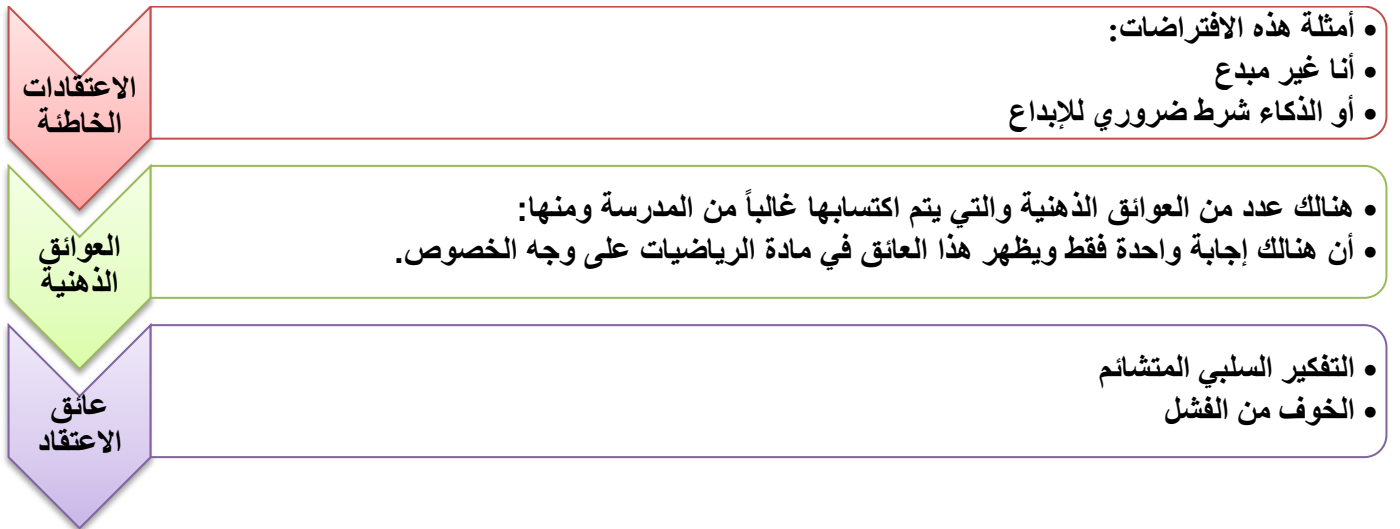 الاعتقادات
الخاطئة
• أمثلة هذه الافتراضات:
• أنا غير مبدع
• أو الذكاء شرط ضروري للإبداع
العوائق
الذهنية
• هنالك عدد من العوائق الذهنية والتي يتم اكتسابها غالباً من المدرسة ومنها:
• أن هنالك إجابة واحدة فقط ويظهر هذا العائق في مادة الرياضيات على وجه الخصوص.
عائق
الاعتقاد
• التفكير السلبي المتشائم
• الخوف من الفشل